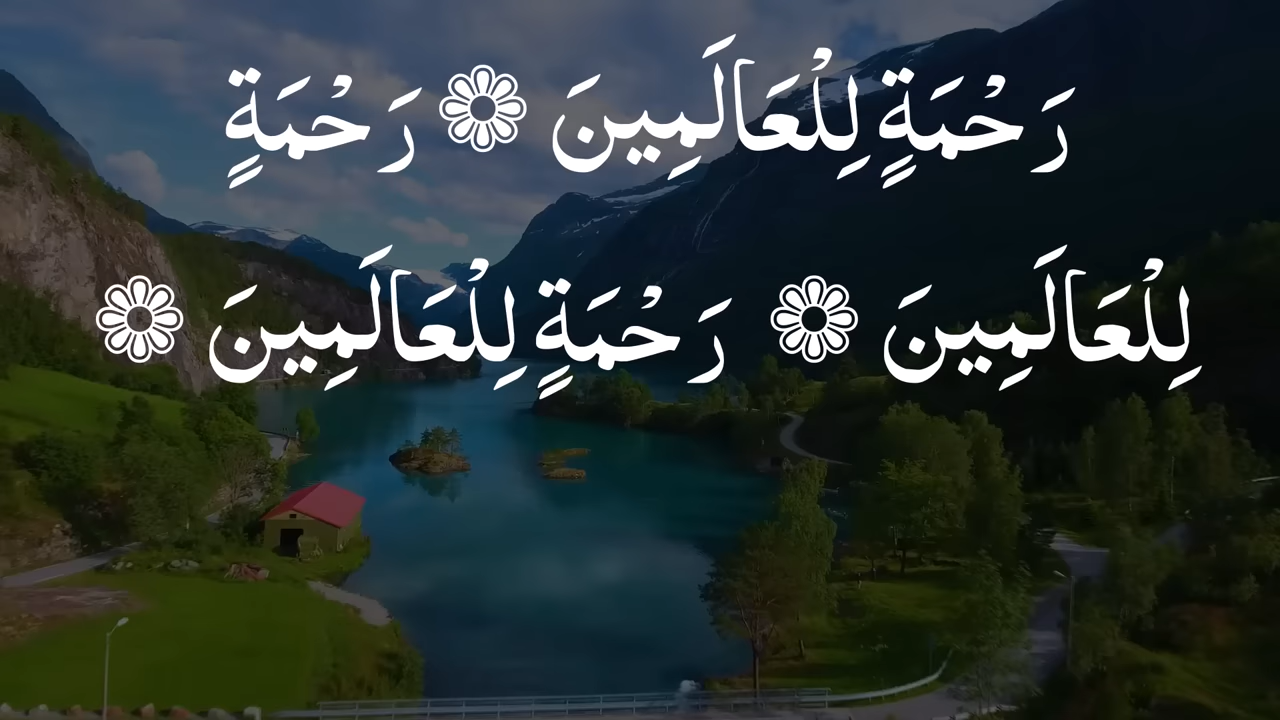 رَحْمَةٍ لِلْعَالَمِينَ ❁ رَحْمَةٍ
لِلْعَالَمِينَ ❁ رَحْمَةٍ لِلْعَالَمِينَ ❁